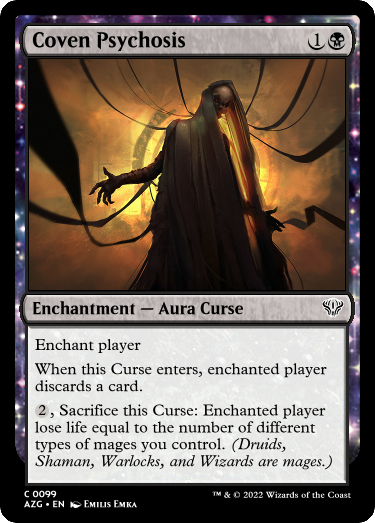 Coven Psychosis 1
Enchantment — Aura Curse
Enchant player
When this Curse enters, enchanted player
discards a card.
2, Sacrifice this Curse: Enchanted player
lose life equal to the number of different
types of mages you control. (Druids,
Shaman, Warlocks, and Wizards are mages.)
C 0099
AZG • EN EMILIS EMKA
™ & © 2022 Wizards of the Coast